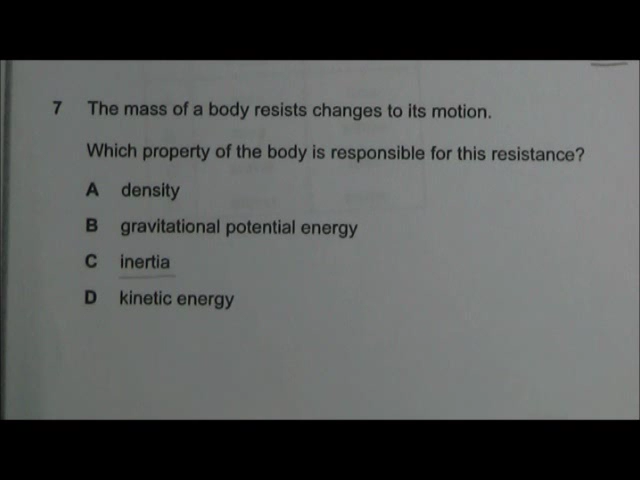 7 The mass of a body resists changes to its motion.
Which property of the body is responsible for this resistance?
A density
B gravitational potential energy
C inertia
D kinetic energy